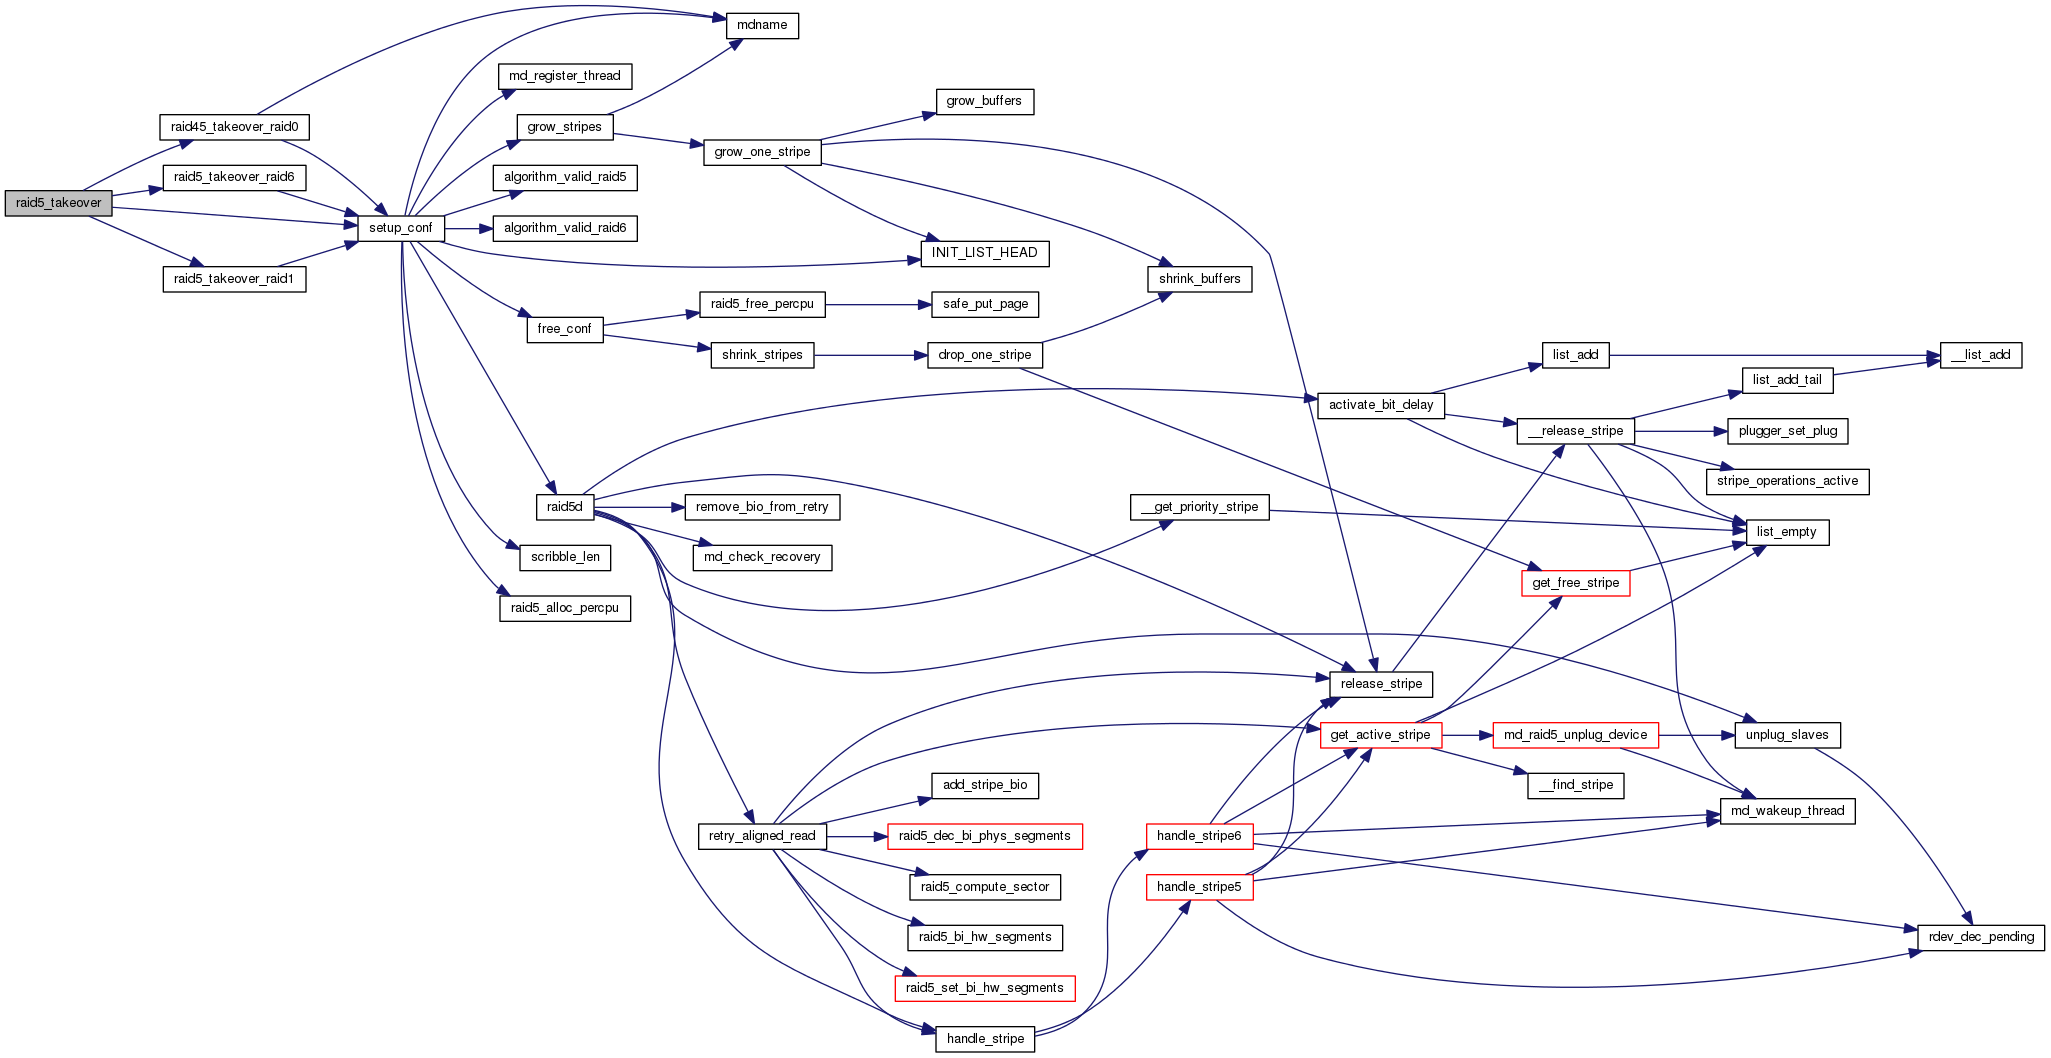 raid5_takeover
raid45_takeover_raid0
raid5_takeover_raid6
raid5_takeover_raid1
setup_conf
mdname
md_register_thread
grow_stripes
algorithm_valid_raid5
algorithm_valid_raid6
free_conf
raid5d
scribble_len
raid5_alloc_percpu
grow_one_stripe
raid5_free_percpu
shrink_stripes
remove_bio_from_retry
md_check_recovery
retry_aligned_read
grow_buffers
INIT_LIST_HEAD
safe_put_page
drop_one_stripe
add_stripe_bio
raid5_dec_bi_phys_segments
raid5_compute_sector
raid5_bi_hw_segments
raid5_set_bi_hw_segments
handle_stripe
shrink_buffers
__get_priority_stripe
handle_stripe6
handle_stripe5
activate_bit_delay
release_stripe
get_active_stripe
list_add
__release_stripe
get_free_stripe
md_raid5_unplug_device
__find_stripe
list_add_tail
plugger_set_plug
stripe_operations_active
list_empty
unplug_slaves
md_wakeup_thread
__list_add
rdev_dec_pending